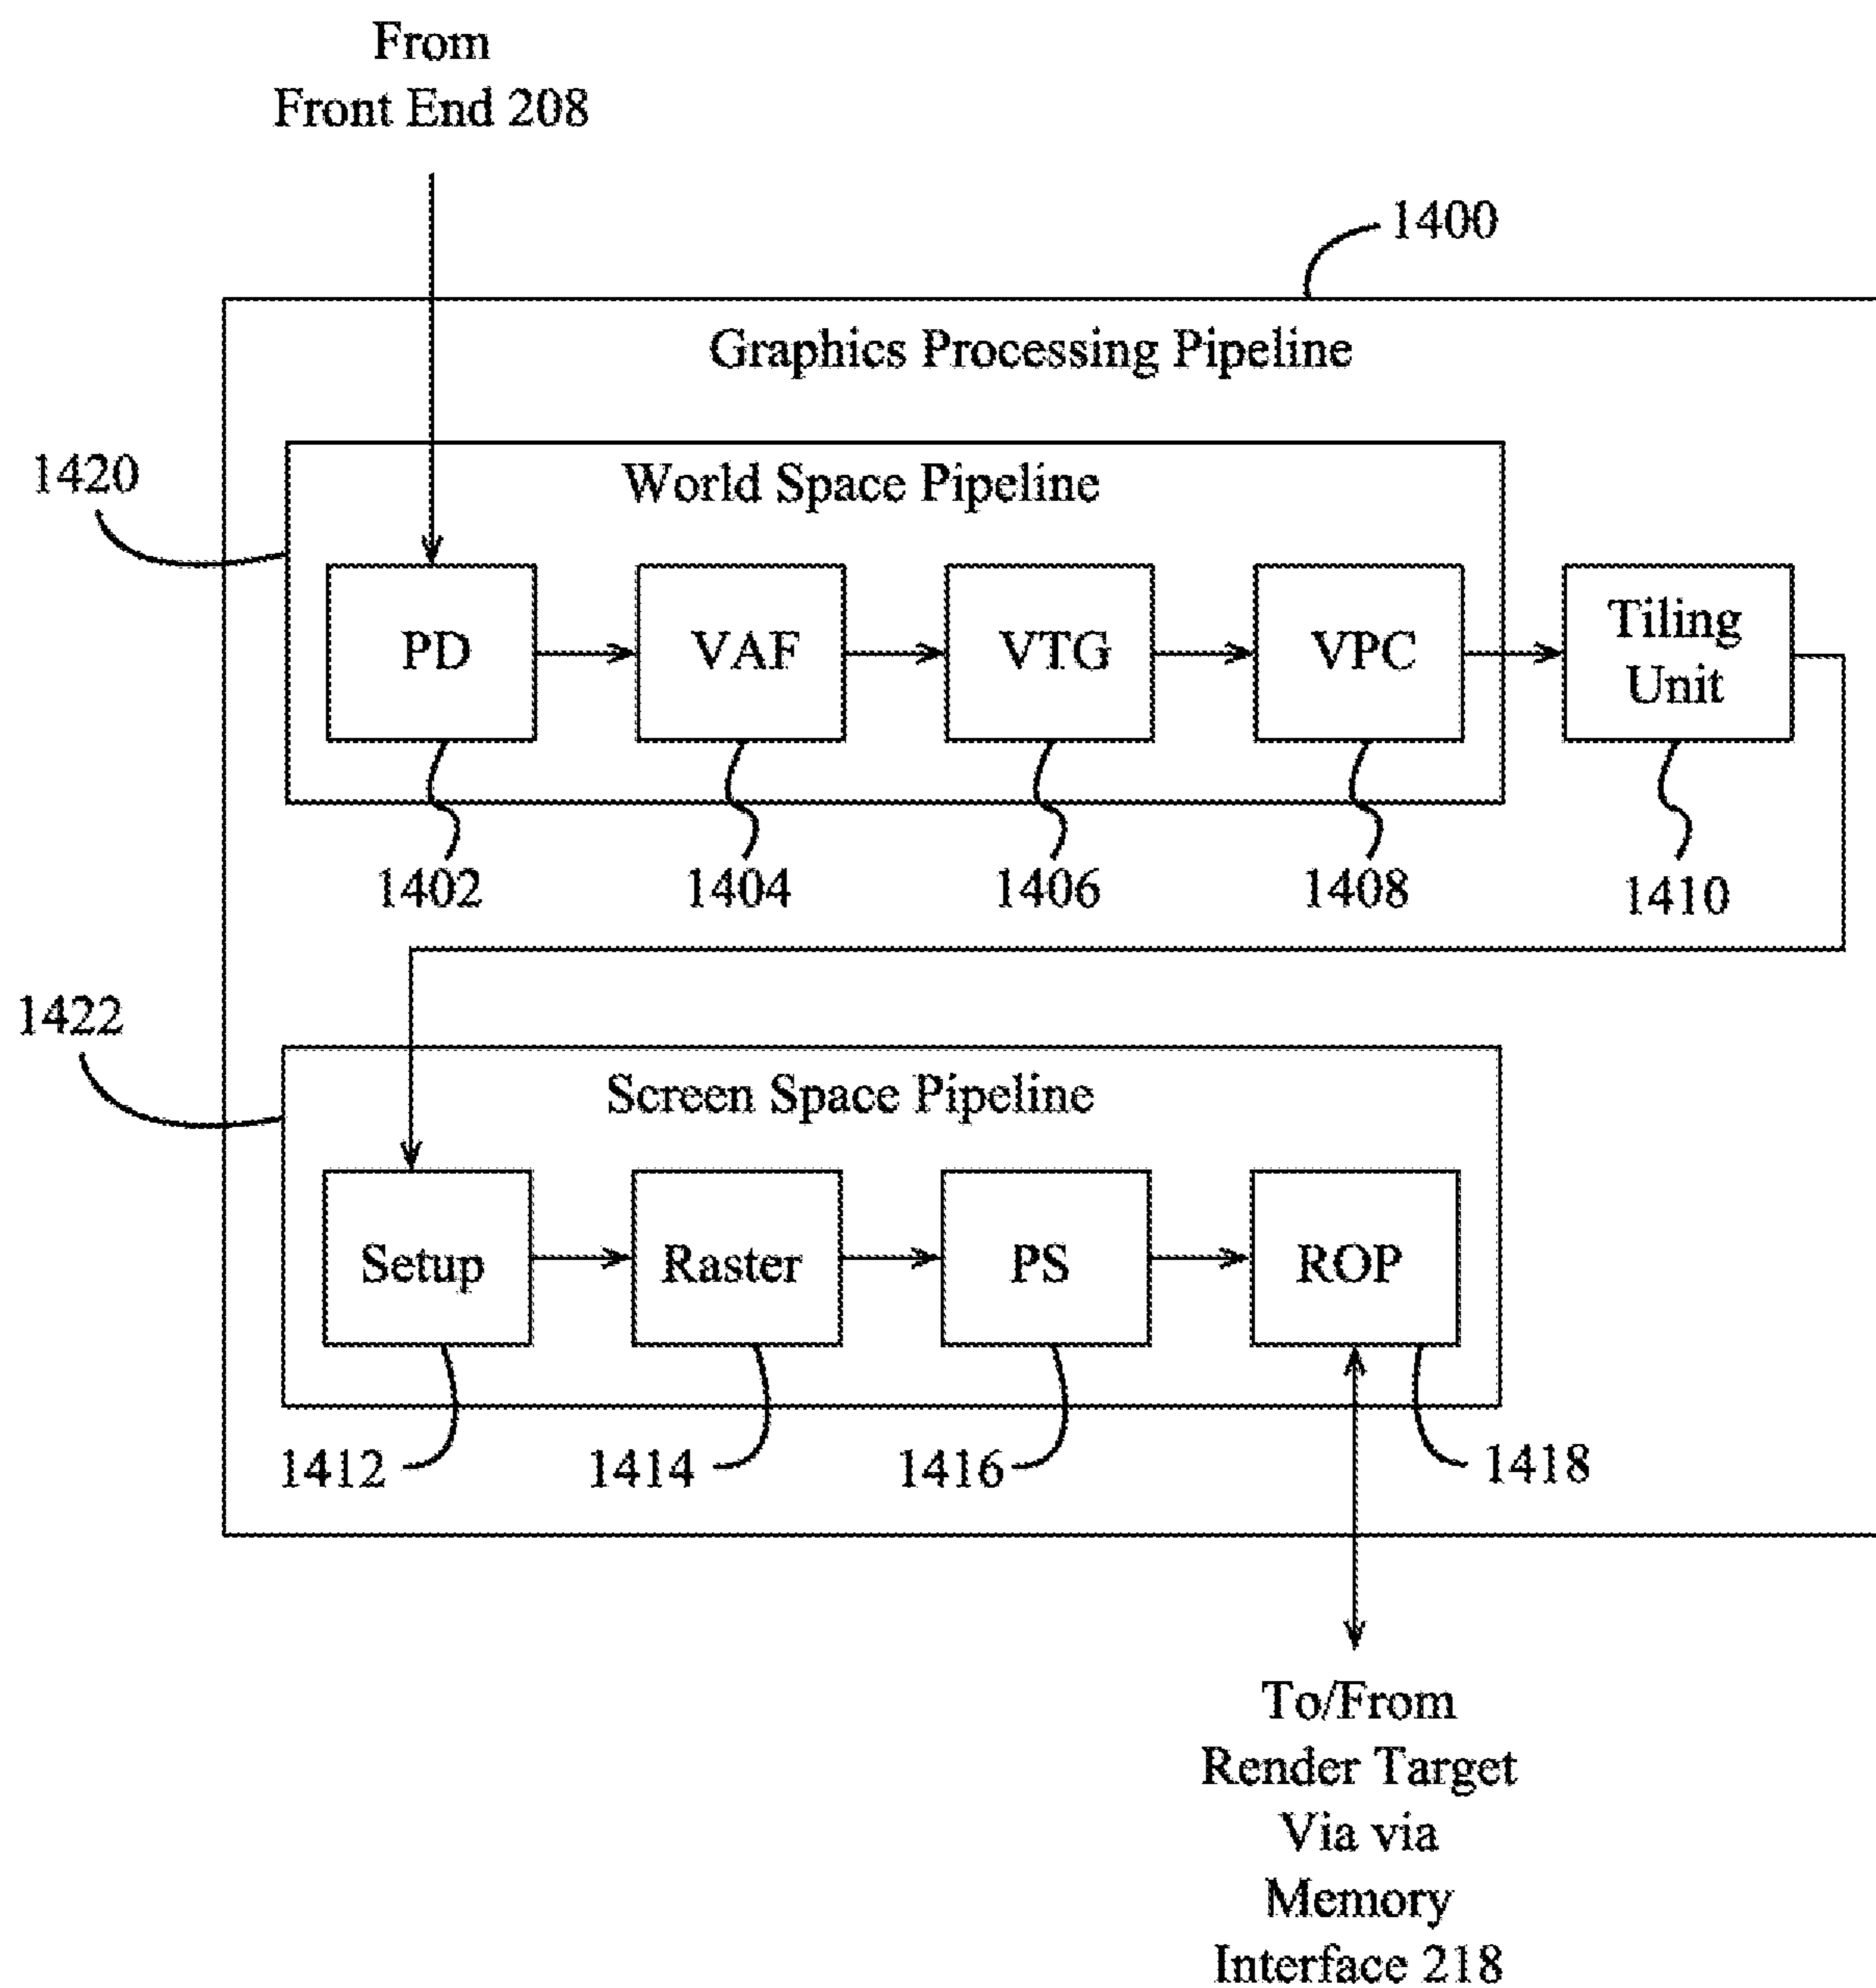 From
Front End 208
1400
Graphics Processing Pipeline
1420
World Space Pipeline
PD
VAF
VTG
VPC
Tiling
Unit
1402
1404
1406
1408
1410
1422
Screen Space Pipeline
Setup
Raster
PS
ROP
1412
1414
1416
1418
To/From
Render Target
Via via
Memory
Interface 218